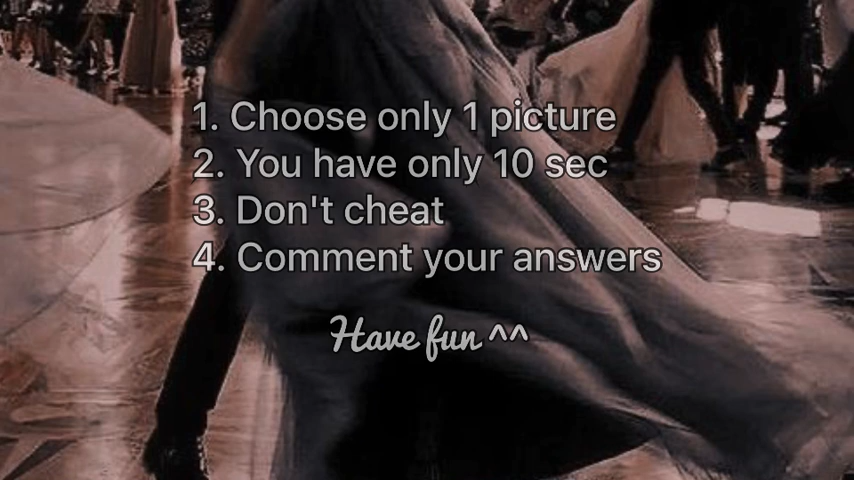 1. Choose only 1 picture
2. You have only 10 sec
3. Don't cheat
4. Comment your answers
Have fun ^^